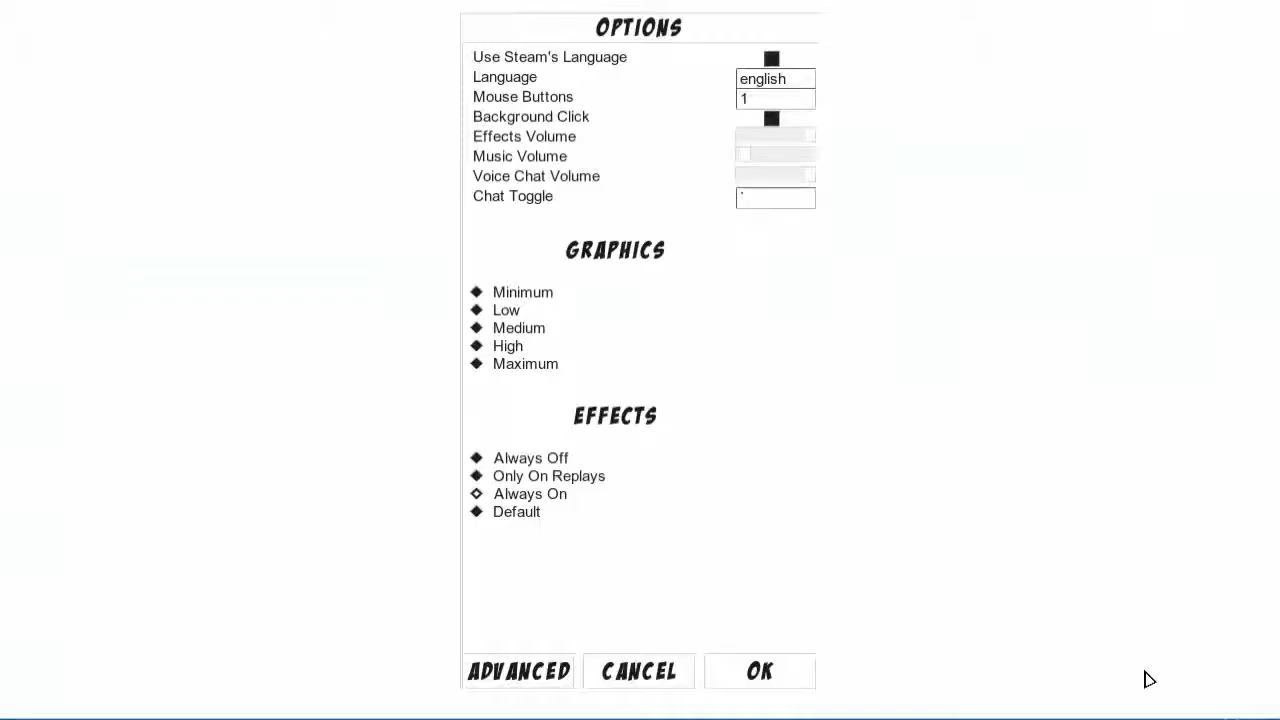 OPTIONS
Use Steam's Language
Language english
Mouse Buttons 1
Background Click
Effects Volume
Music Volume
Voice Chat Volume
Chat Toggle `
GRAPHICS
Minimum
Low
Medium
High
Maximum
EFFECTS
Always Off
Only On Replays
Always On
Default
ADVANCED CANCEL OK